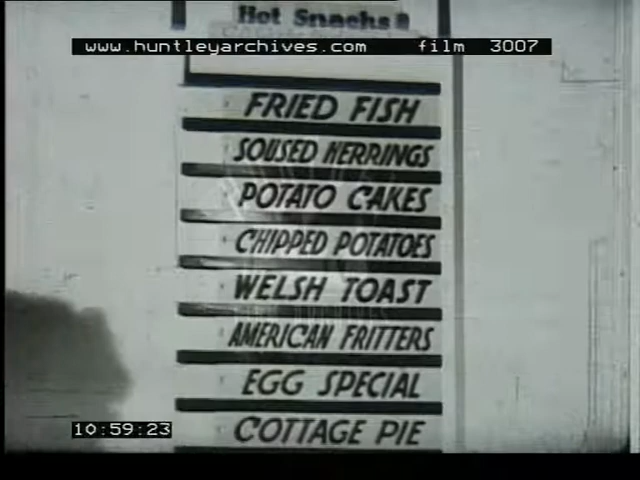 Hot Snacks
www.huntleyarchives.com film 3007
FRIED FISH
SOUSED HERRINGS
POTATO CAKES
CHIPPED POTATOES
WELSH TOAST
AMERICAN FRITTERS
EGG SPECIAL
COTTAGE PIE
10:59:23